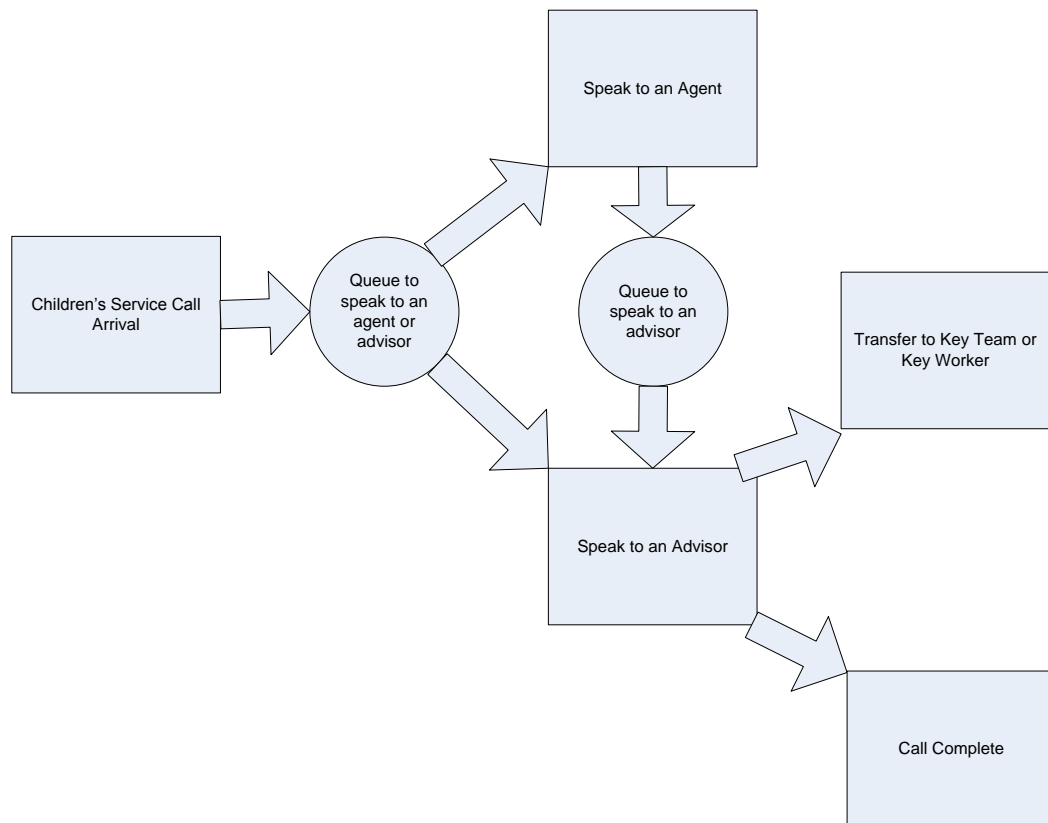 Speak to an Agent
Children’s Service Call
Arrival
Queue to
speak to an
agent or
advisor
Queue to
speak to an
advisor
Transfer to Key Team or
Key Worker
Speak to an Advisor
Call Complete